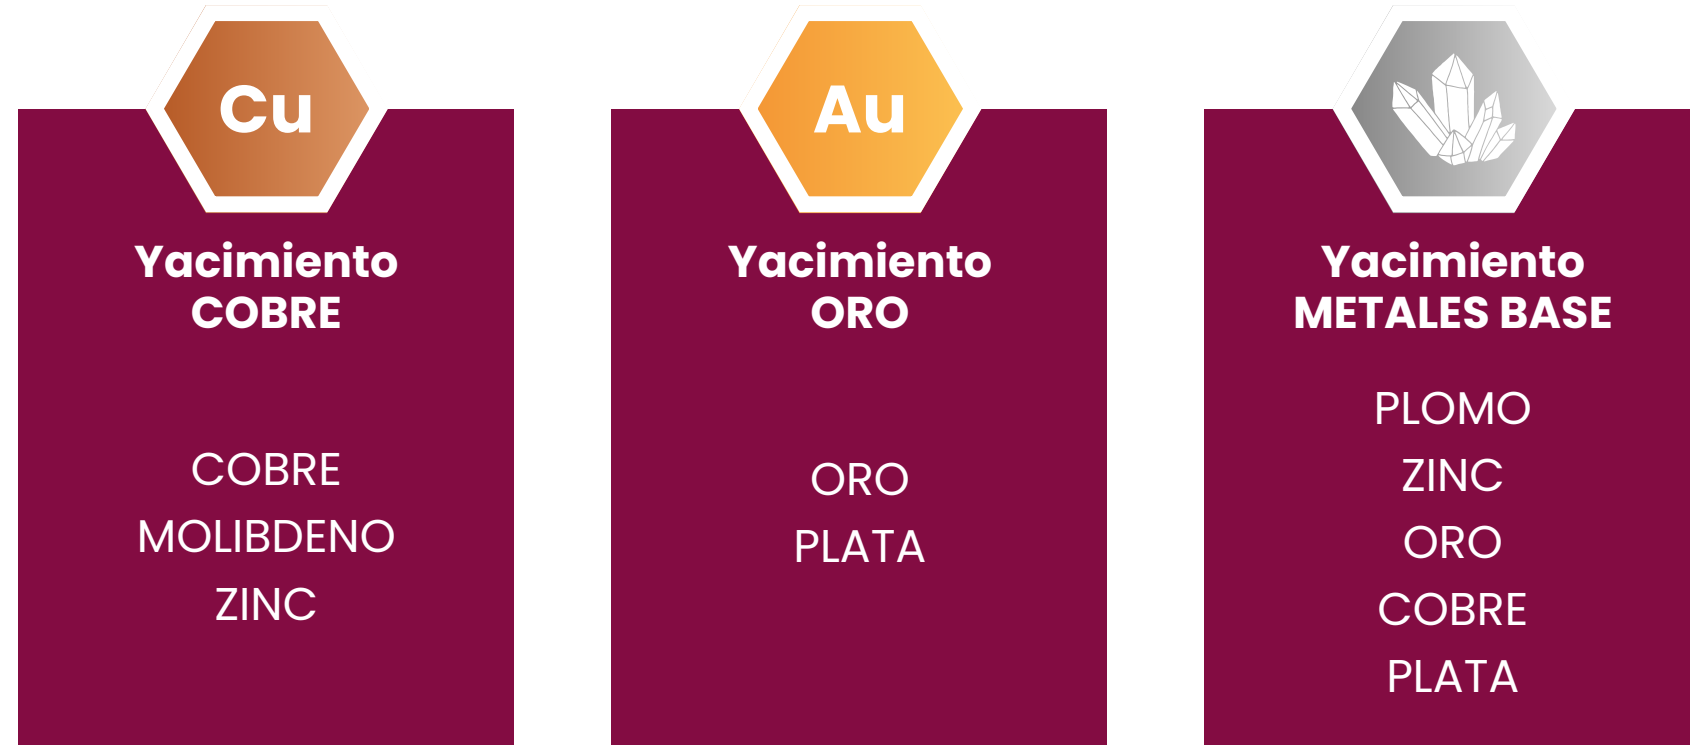 Cu
Yacimiento
COBRE
COBRE
MOLIBDENO
ZINC
Au
Yacimiento
ORO
ORO
PLATA
Yacimiento
METALES BASE
PLOMO
ZINC
ORO
COBRE
PLATA